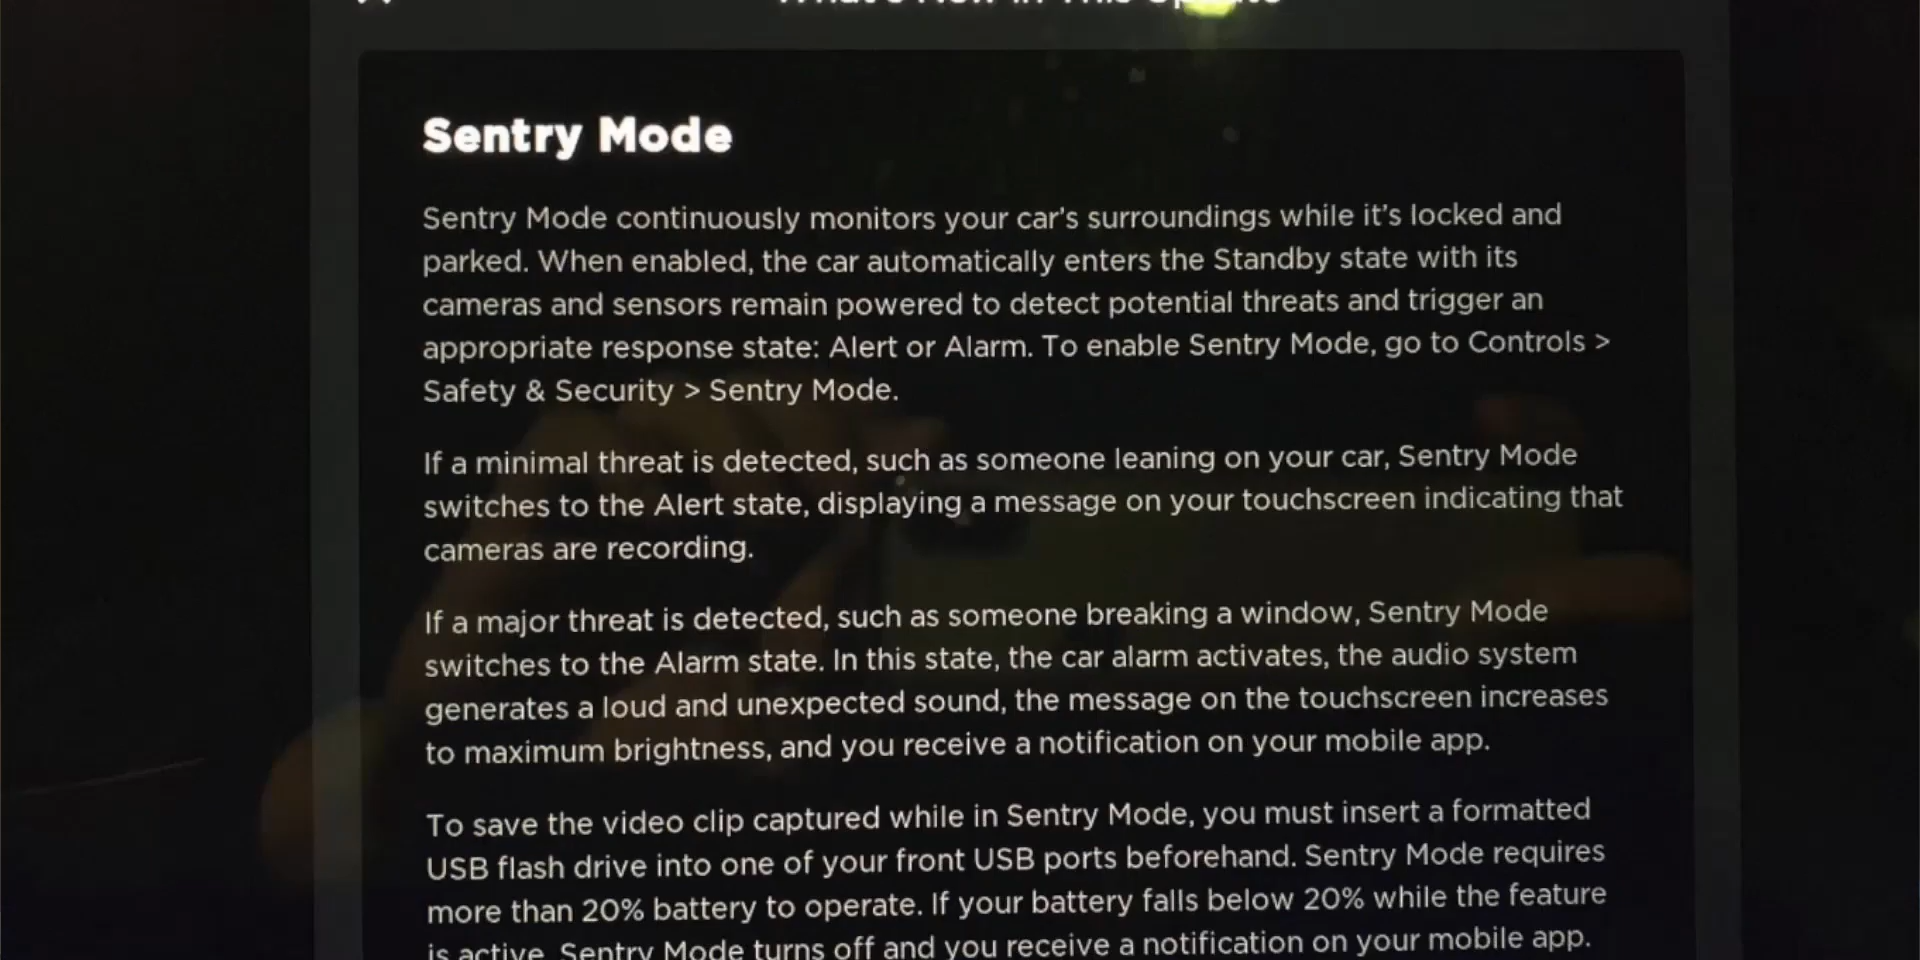 What's New in This Update
Sentry Mode
Sentry Mode continuously monitors your car's surroundings while it's locked and
parked. When enabled, the car automatically enters the Standby state with its
cameras and sensors remain powered to detect potential threats and trigger an
appropriate response state: Alert or Alarm. To enable Sentry Mode, go to Controls >
Safety & Security > Sentry Mode.
If a minimal threat is detected, such as someone leaning on your car, Sentry Mode
switches to the Alert state, displaying a message on your touchscreen indicating that
cameras are recording.
If a major threat is detected, such as someone breaking a window, Sentry Mode
switches to the Alarm state. In this state, the car alarm activates, the audio system
generates a loud and unexpected sound, the message on the touchscreen increases
to maximum brightness, and you receive a notification on your mobile app.
To save the video clip captured while in Sentry Mode, you must insert a formatted
USB flash drive into one of your front USB ports beforehand. Sentry Mode requires
more than 20% battery to operate. If your battery falls below 20% while the feature
is active, Sentry Mode turns off and you receive a notification on your mobile app.